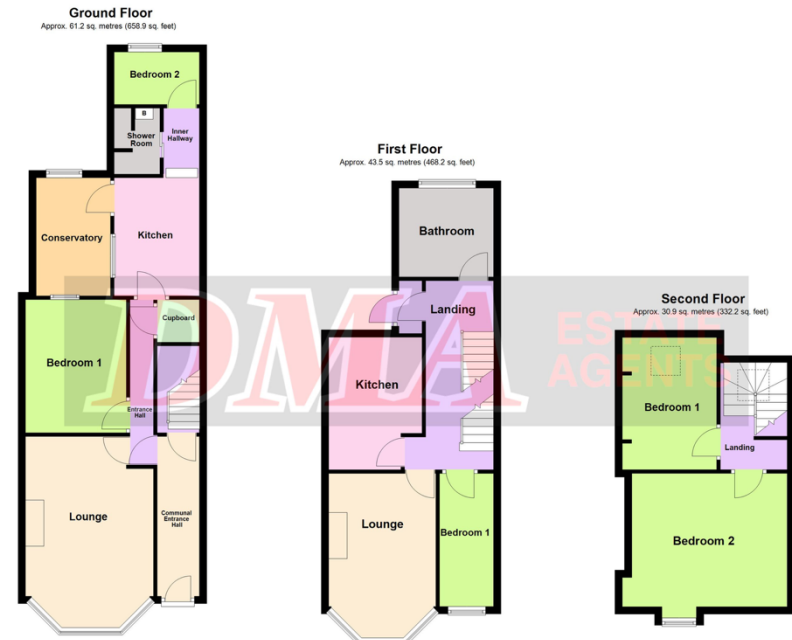 Ground Floor
Approx. 61.2 sq. metres (658.9 sq. feet)
Bedroom 2
B
Shower
Room
Inner
Hallway
Conservatory
Kitchen
Cupboard
Bedroom 1
Entrance
Hall
Lounge
Communal
Entrance
Hall
First Floor
Approx. 43.5 sq. metres (468.2 sq. feet)
Bathroom
Landing
Kitchen
Lounge
Bedroom 1
Second Floor
Approx. 30.9 sq. metres (332.2 sq. feet)
Bedroom 1
Landing
Bedroom 2
DMA
ESTATE
AGENTS